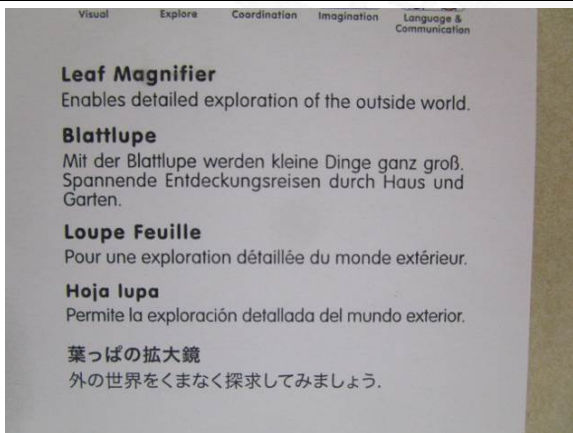 Visual Explore Coordination Imagination Language &
Communication
Leaf Magnifier
Enables detailed exploration of the outside world.
Blattlupe
Mit der Blattlupe werden kleine Dinge ganz groß.
Spannende Entdeckungsreisen durch Haus und
Garten.
Loupe Feuille
Pour une exploration détaillée du monde extérieur.
Hoja lupa
Permite la exploración detallada del mundo exterior.
葉っぱの拡大鏡
外の世界をくまなく探求してみましょう.